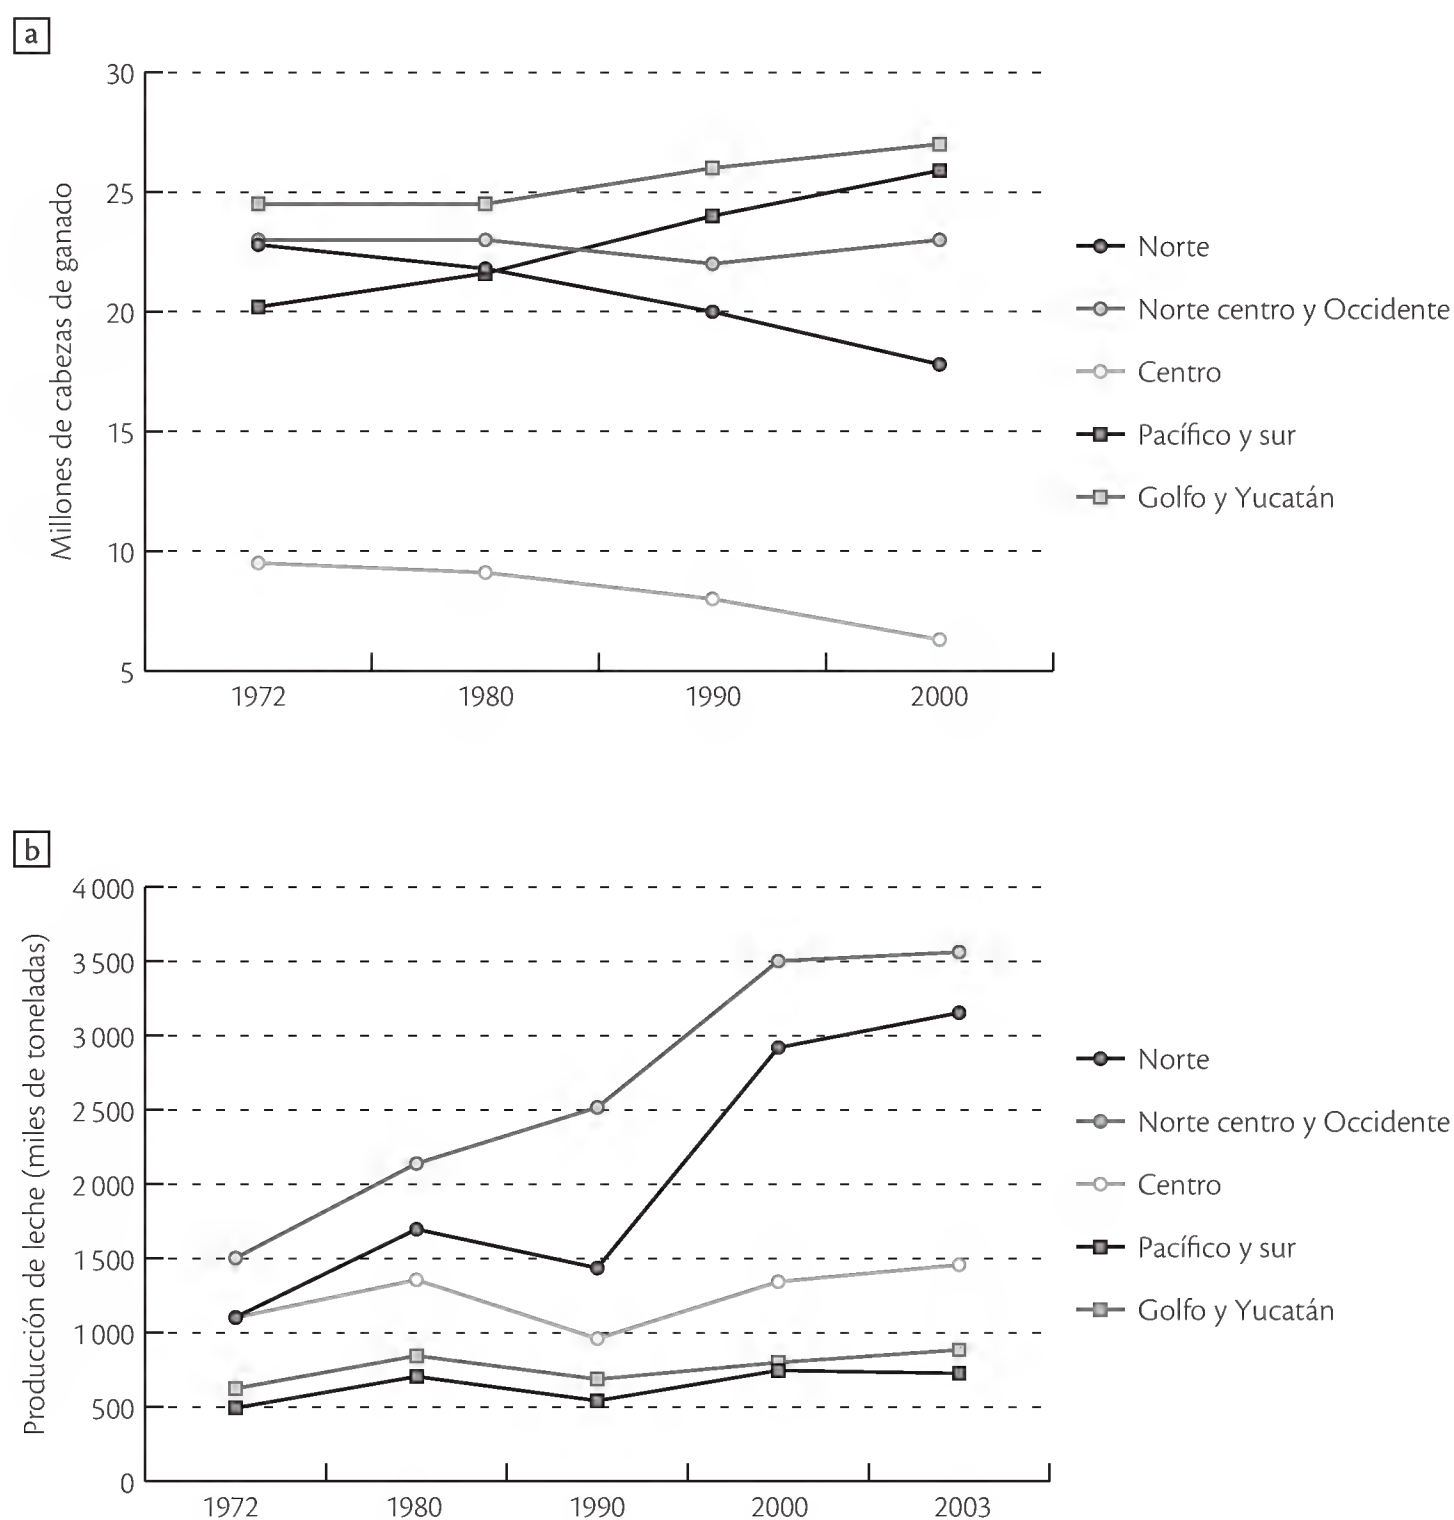 a
Millones de cabezas de ganado
30
25
20
15
10
5
1972 1980 1990 2000
Norte
Norte centro y Occidente
Centro
Pacífico y sur
Golfo y Yucatán
b
Producción de leche (miles de toneladas)
4 000
3 500
3 000
2 500
2 000
1 500
1 000
500
0
1972 1980 1990 2000 2003
Norte
Norte centro y Occidente
Centro
Pacífico y sur
Golfo y Yucatán